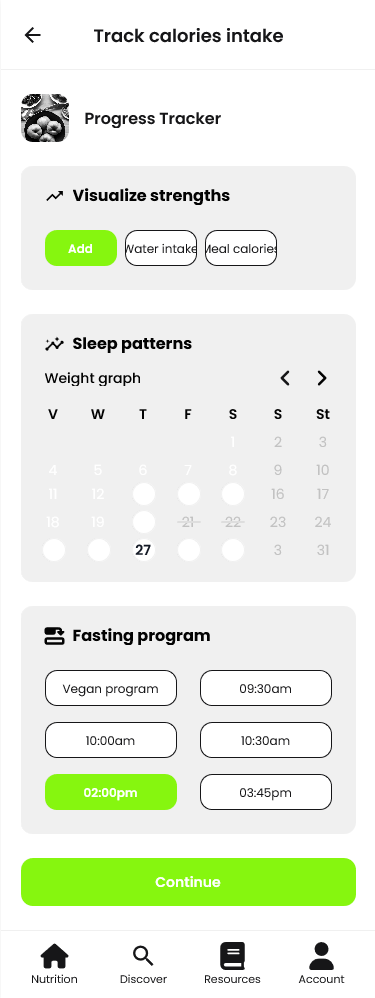 Track calories intake
Progress Tracker
Visualize strengths
Add Water intake Meal calories
Sleep patterns
Weight graph
V W T F S S St
1 2 3
4 5 6 7 8 9 10
11 12 16 17
18 19 21 22 23 24
27 3 31
Fasting program
Vegan program 09:30am
10:00am 10:30am
02:00pm 03:45pm
Continue
Nutrition Discover Resources Account